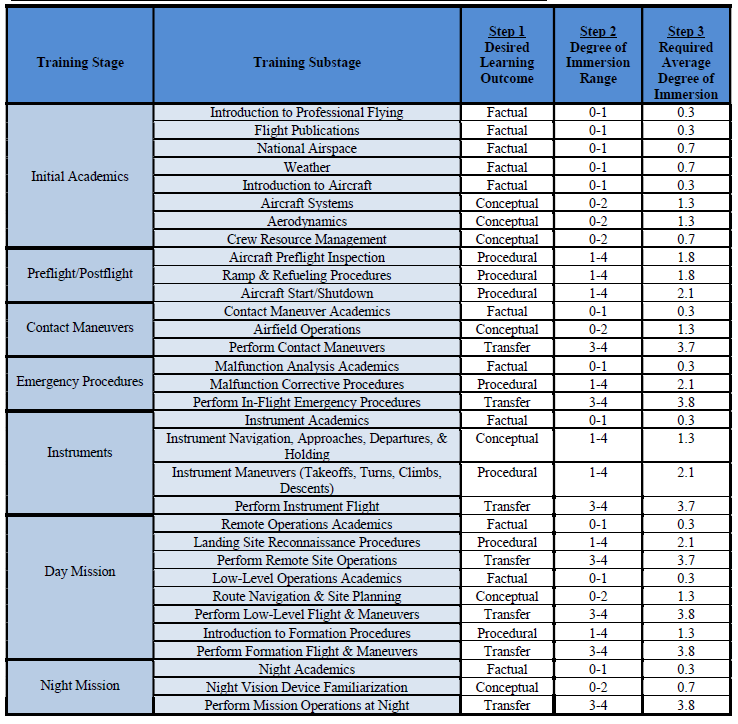 Training Stage Training Substage Step 1 Desired Learning Outcome Step 2 Degree of Immersion Range Step 3 Required Average Degree of Immersion
Initial Academics
Introduction to Professional Flying Factual 0-1 0.3
Flight Publications Factual 0-1 0.3
National Airspace Factual 0-1 0.7
Weather Factual 0-1 0.7
Introduction to Aircraft Factual 0-1 0.3
Aircraft Systems Conceptual 0-2 1.3
Aerodynamics Conceptual 0-2 1.3
Crew Resource Management Conceptual 0-2 0.7
Preflight/Postflight
Aircraft Preflight Inspection Procedural 1-4 1.8
Ramp & Refueling Procedures Procedural 1-4 1.8
Aircraft Start/Shutdown Procedural 1-4 2.1
Contact Maneuvers
Contact Maneuver Academics Factual 0-1 0.3
Airfield Operations Conceptual 0-2 1.3
Perform Contact Maneuvers Transfer 3-4 3.7
Emergency Procedures
Malfunction Analysis Academics Factual 0-1 0.3
Malfunction Corrective Procedures Procedural 1-4 2.1
Perform In-Flight Emergency Procedures Transfer 3-4 3.8
Instruments
Instrument Academics Factual 0-1 0.3
Instrument Navigation, Approaches, Departures, & Conceptual 1-4 1.3
Holding
Instrument Maneuvers (Takeoffs, Turns, Climbs, Procedural 1-4 2.1
Descents)
Perform Instrument Flight Transfer 3-4 3.7
Day Mission
Remote Operations Academics Factual 0-1 0.3
Landing Site Reconnaissance Procedures Procedural 1-4 2.1
Perform Remote Site Operations Transfer 3-4 3.7
Low-Level Operations Academics Factual 0-1 0.3
Route Navigation & Site Planning Conceptual 0-2 1.3
Perform Low-Level Flight & Maneuvers Transfer 3-4 3.8
Introduction to Formation Procedures Procedural 1-4 1.3
Perform Formation Flight & Maneuvers Transfer 3-4 3.8
Night Mission
Night Academics Factual 0-1 0.3
Night Vision Device Familiarization Conceptual 0-2 0.7
Perform Mission Operations at Night Transfer 3-4 3.8